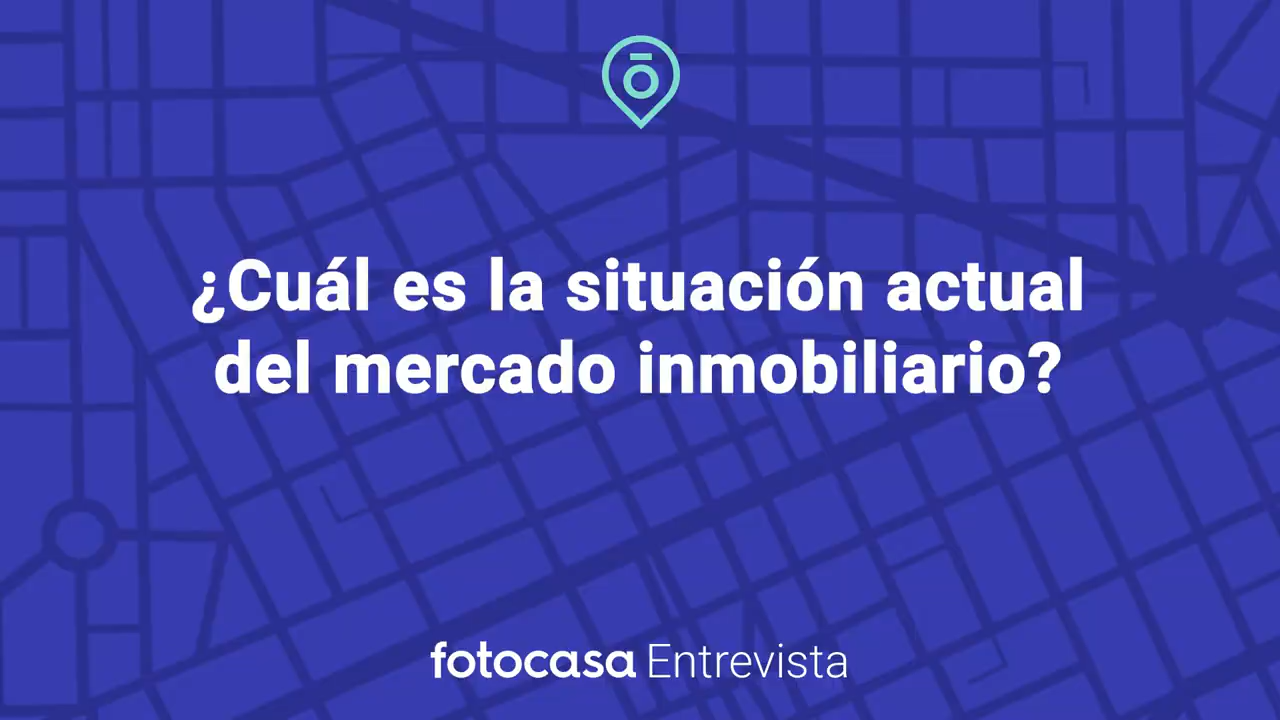 ¿Cuál es la situación actual
del mercado inmobiliario?
fotocasa Entrevista